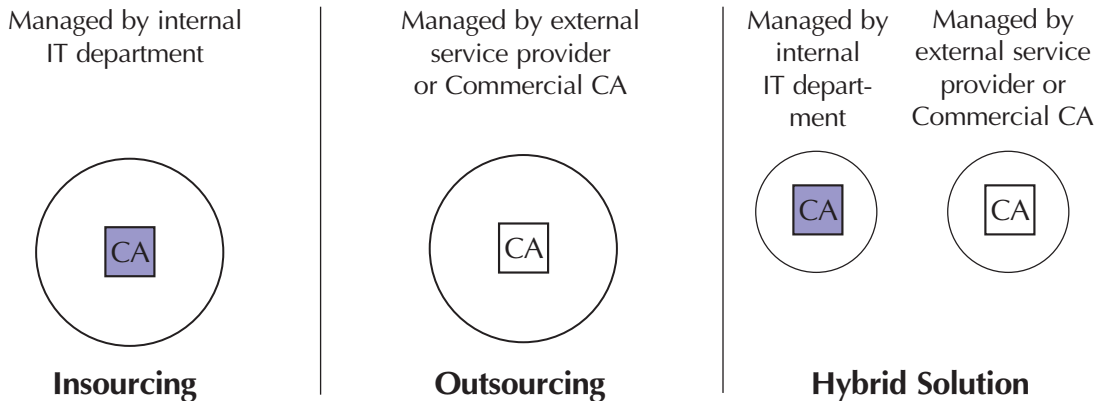 Managed by internal
IT department
CA
Insourcing
Managed by external
service provider
or Commercial CA
CA
Outsourcing
Managed by
internal
IT depart-
ment
CA
Managed by
external service
provider or
Commercial CA
CA
Hybrid Solution